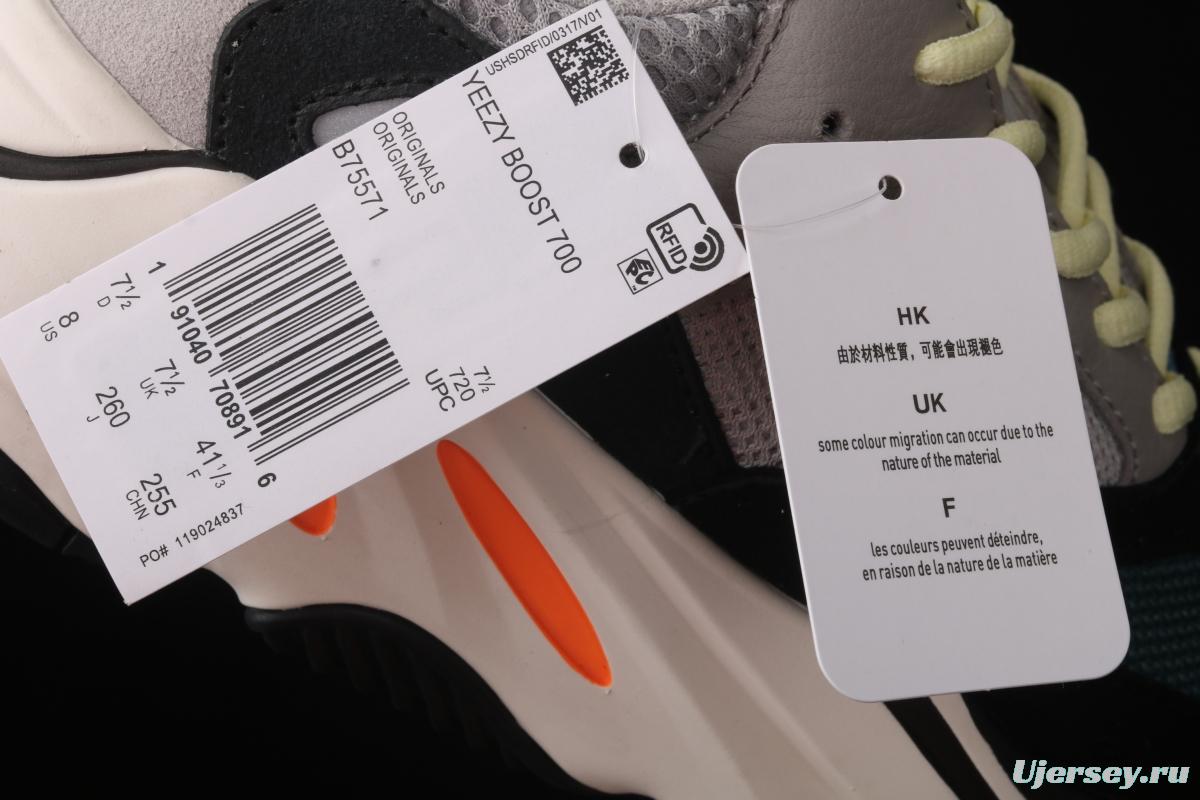 USHSDRFID/0317/V01
YEEZY BOOST 700
ORIGINALS
ORIGINALS
B75571
RFID
EPC
1 91040 70891 6
7½
720
UPC
7½
D
8
US
7½
UK
260
J
41⅓
F
255
CHN
PO# 119024837
HK
由於材料性質，可能會出現褪色
UK
some colour migration can occur due to the
nature of the material
F
les couleurs peuvent déteindre,
en raison de la nature de la matière
Ujersey.ru